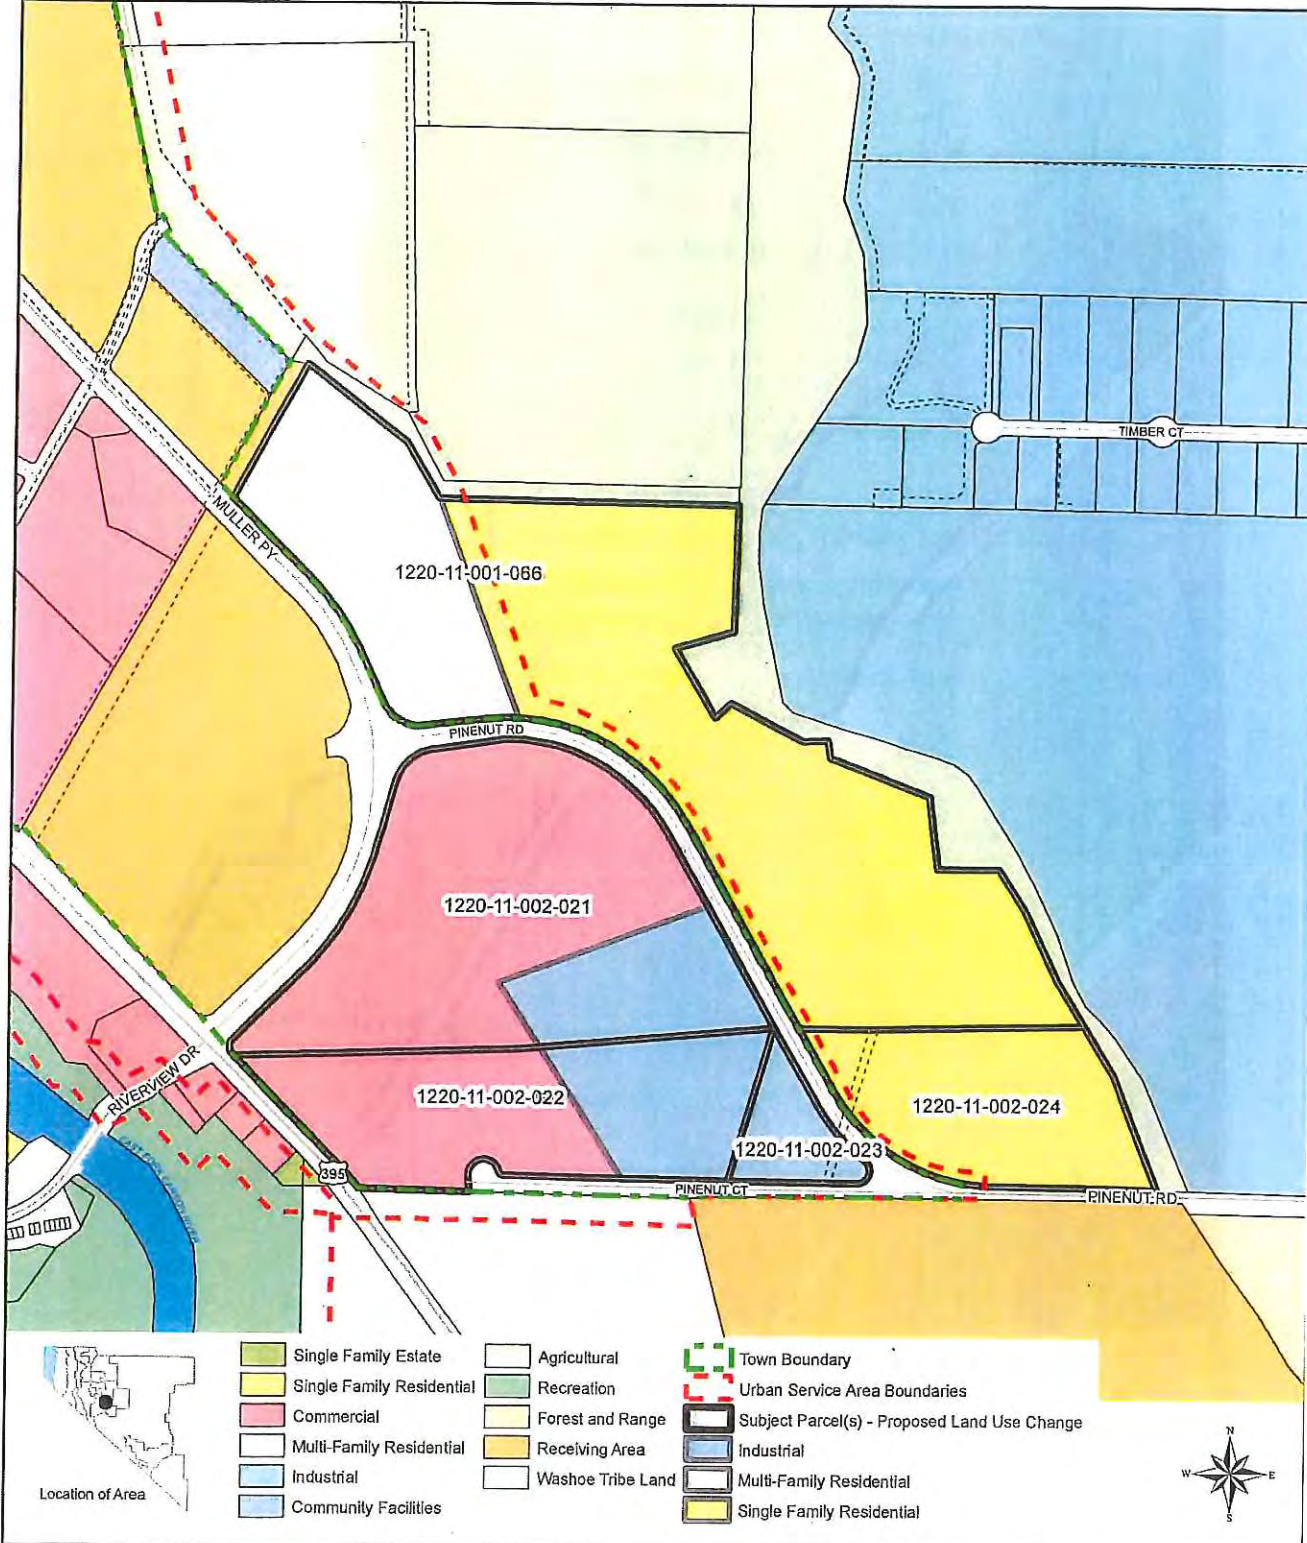 TIMBER CT
MULLER PY
1220-11-001-066
PINENUT RD
1220-11-002-021
RIVERVIEW DR
1220-11-002-022
1220-11-002-024
1220-11-002-023
395
PINENUT CT
PINENUT RD
EAST FORK CARSON RIVER
Single Family Estate
Single Family Residential
Commercial
Multi-Family Residential
Industrial
Community Facilities
Agricultural
Recreation
Forest and Range
Receiving Area
Washoe Tribe Land
Town Boundary
Urban Service Area Boundaries
Subject Parcel(s) - Proposed Land Use Change
Industrial
Multi-Family Residential
Single Family Residential
Location of Area
N
W
E
S